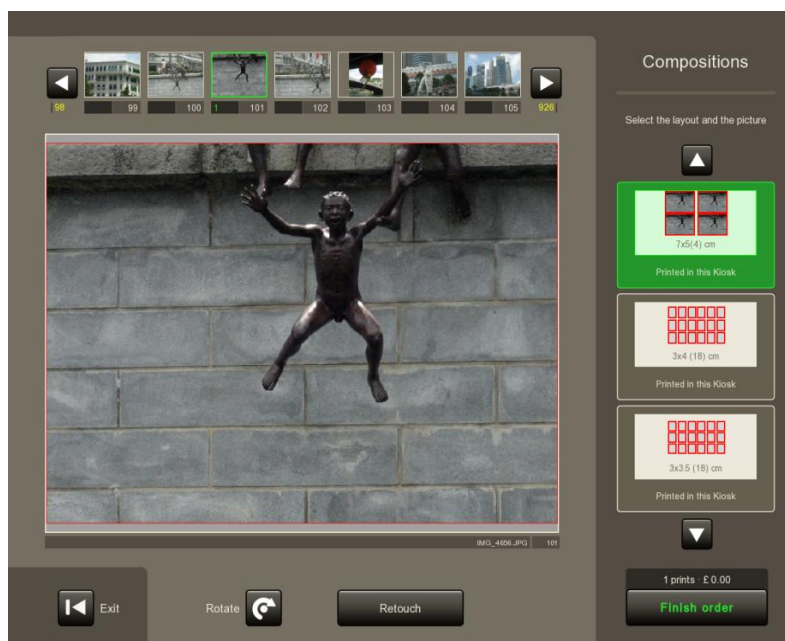 98
99
100
1 101
102
103
104
105
926
Compositions
Select the layout and the picture
7x5(4) cm
Printed in this Kiosk
3x4 (18) cm
Printed in this Kiosk
3x3.5 (18) cm
Printed in this Kiosk
IMG_4656.JPG 101
Exit
Rotate
Retouch
1 prints · £ 0.00
Finish order